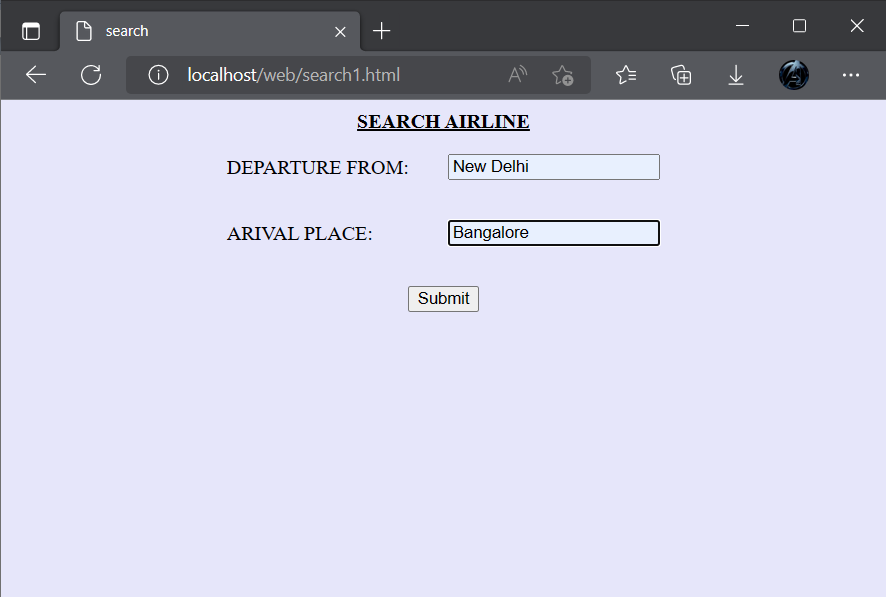 search
localhost/web/search1.html
SEARCH AIRLINE
DEPARTURE FROM: New Delhi
ARIVAL PLACE: Bangalore
Submit